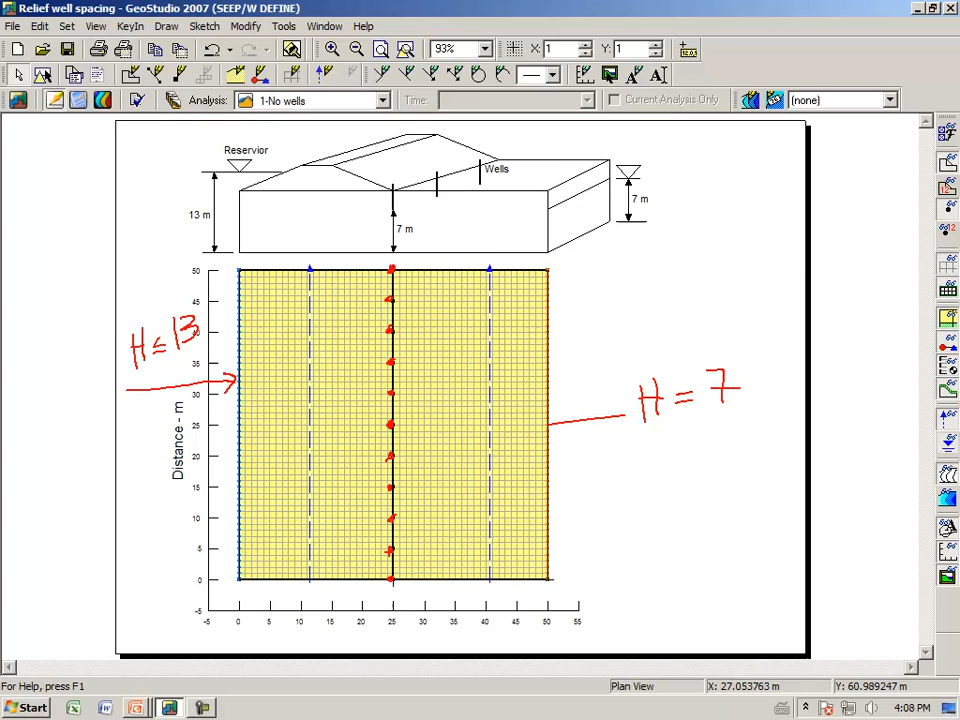 Relief well spacing - GeoStudio 2007 (SEEP/W DEFINE)
File Edit Set View KeyIn Draw Sketch Modify Tools Window Help
93% X: 1 Y: 1
Analysis: 1-No wells Time: Current Analysis Only (none)
Reservior
Wells
13 m
7 m
7 m
50
45
40
35
30
25
20
15
10
5
0
-5
Distance - m
-5 0 5 10 15 20 25 30 35 40 45 50 55
H ≤ 13
H = 7
For Help, press F1 Plan View X: 27.053763 m Y: 60.989247 m
Start 4:08 PM